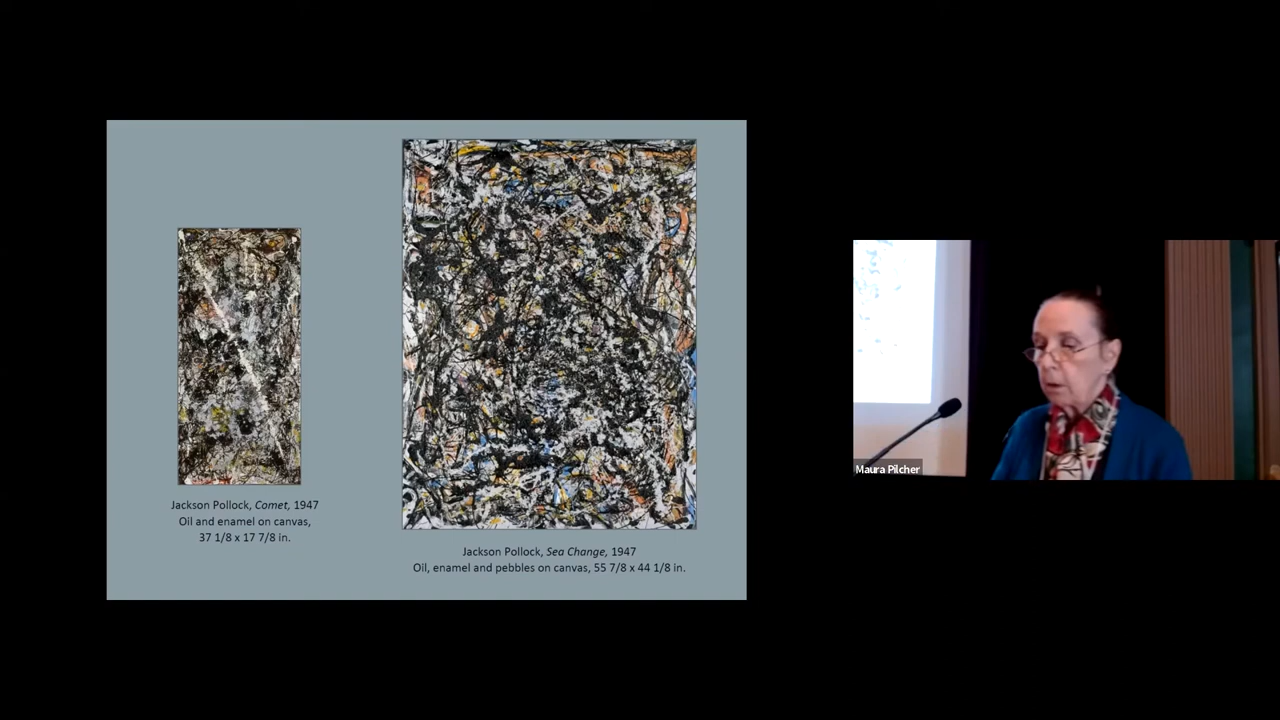 Jackson Pollock, Comet, 1947
Oil and enamel on canvas,
37 1/8 x 17 7/8 in.
Jackson Pollock, Sea Change, 1947
Oil, enamel and pebbles on canvas, 55 7/8 x 44 1/8 in.
Maura Pilcher